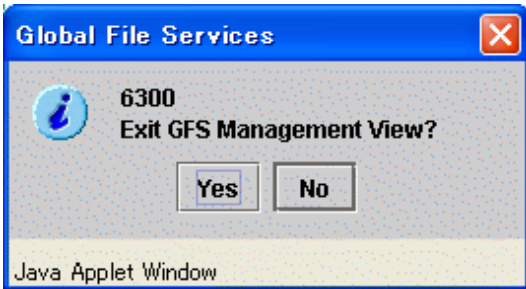 Global File Services
6300
Exit GFS Management View?
Yes No
Java Applet Window